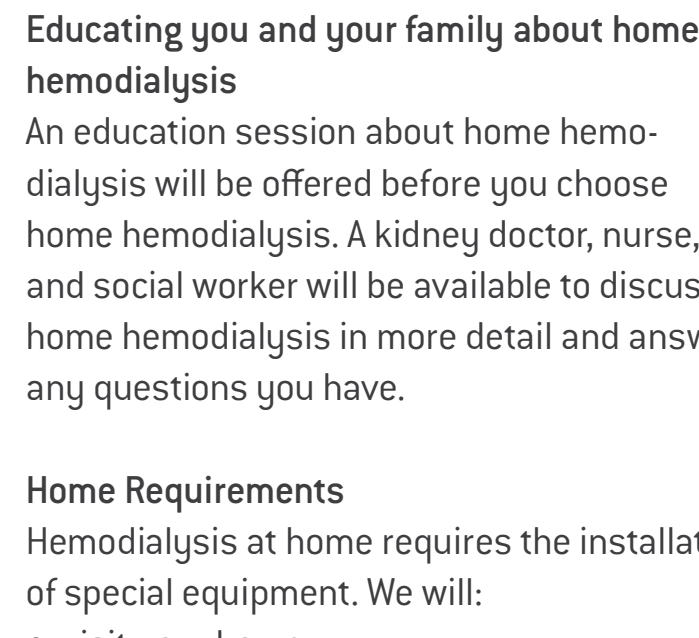 Educating you and your family about home
hemodialysis
An education session about home hemo-
dialysis will be offered before you choose
home hemodialysis. A kidney doctor, nurse,
and social worker will be available to discus
home hemodialysis in more detail and answ
any questions you have.
Home Requirements
Hemodialysis at home requires the installat
of special equipment. We will: